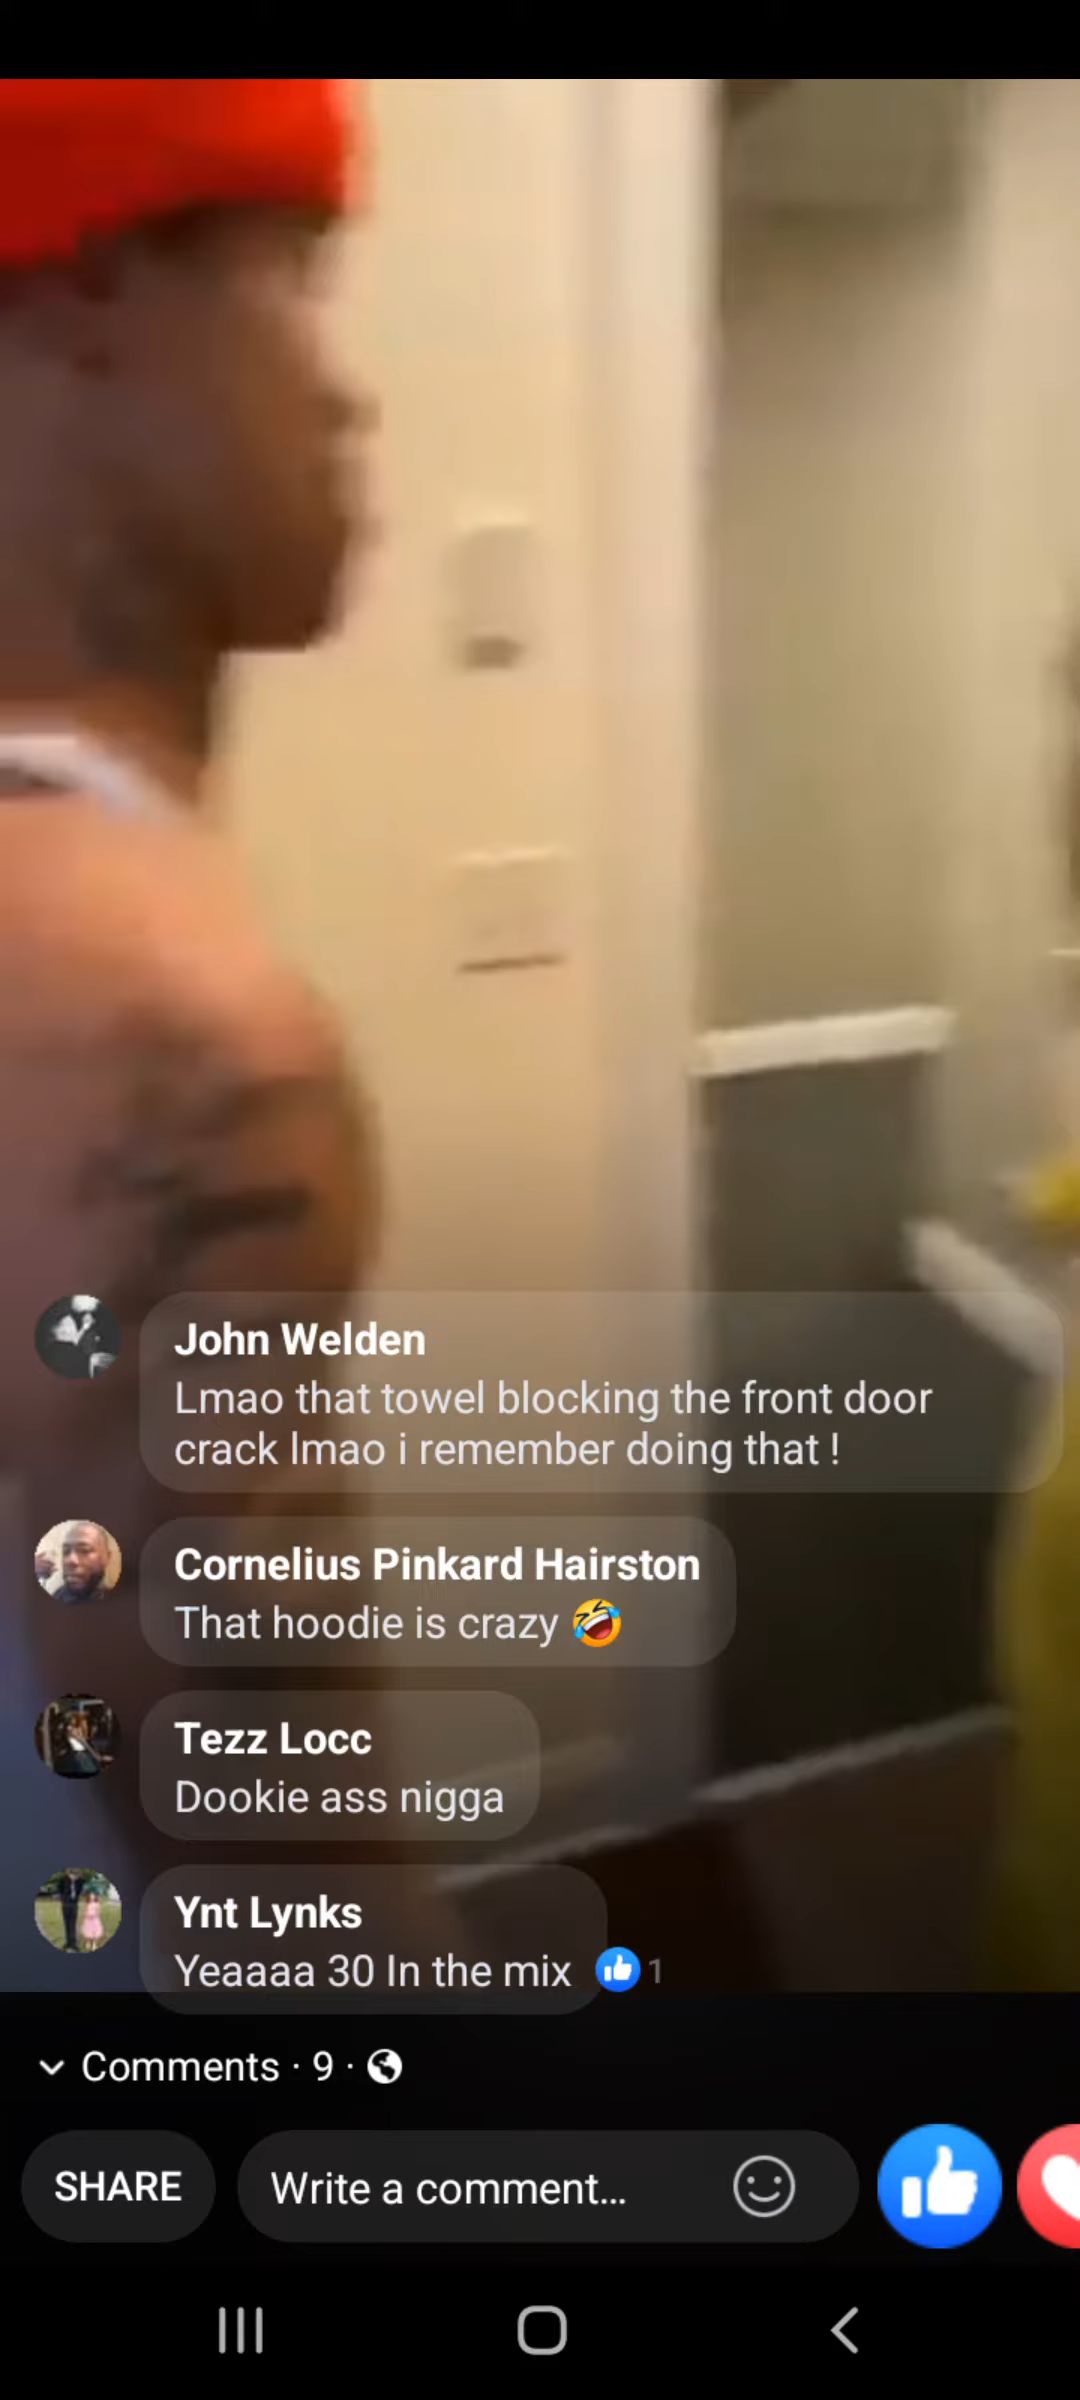 John Welden
Lmao that towel blocking the front door
crack lmao i remember doing that !
Cornelius Pinkard Hairston
That hoodie is crazy 🤣
Tezz Locc
Dookie ass nigga
Ynt Lynks
Yeaaaa 30 In the mix 1
Comments · 9 ·
SHARE
Write a comment...